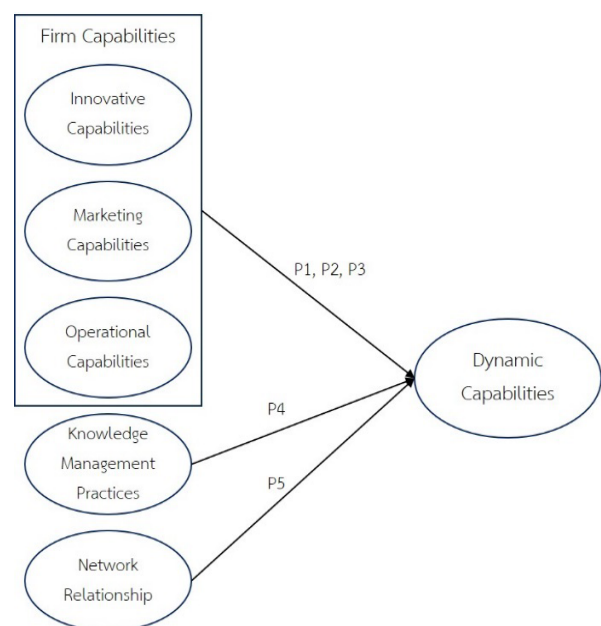 Firm Capabilities
Innovative
Capabilities
Marketing
Capabilities
P1, P2, P3
Operational
Capabilities
Dynamic
Capabilities
P4
Knowledge
Management
Practices
P5
Network
Relationship